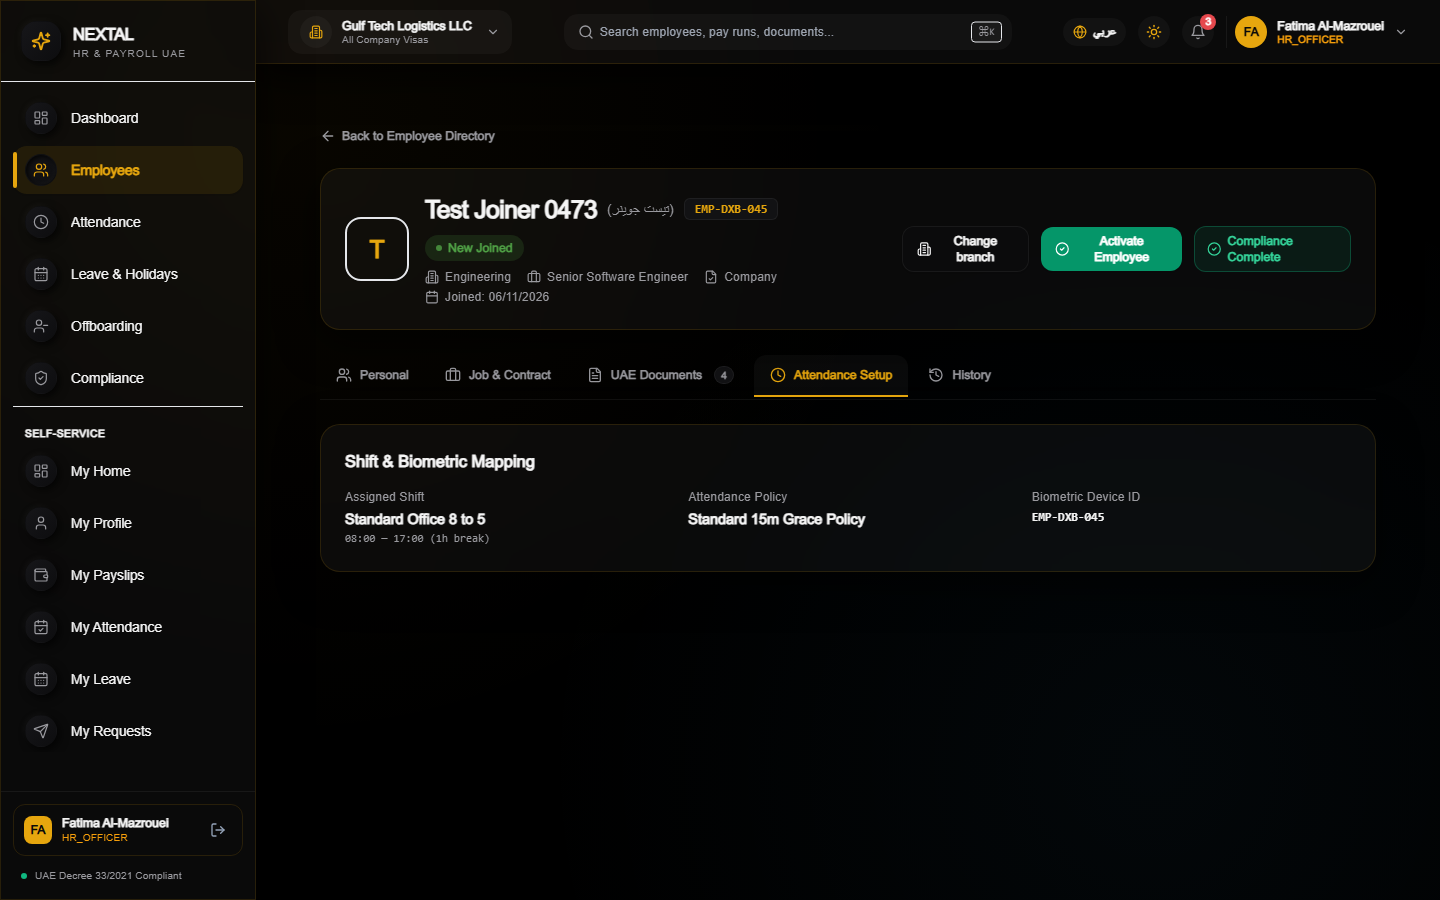 NEXTAL
HR & PAYROLL UAE
Gulf Tech Logistics LLC
All Company Visas
Search employees, pay runs, documents...
⌘K
عربي
3
FA
Fatima Al-Mazrouei
HR_OFFICER
Dashboard
Employees
Attendance
Leave & Holidays
Offboarding
Compliance
SELF-SERVICE
My Home
My Profile
My Payslips
My Attendance
My Leave
My Requests
FA
Fatima Al-Mazrouei
HR_OFFICER
UAE Decree 33/2021 Compliant
Back to Employee Directory
T
Test Joiner 0473 (تيست جوينر) EMP-DXB-045
New Joined
Engineering Senior Software Engineer Company
Joined: 06/11/2026
Change
branch
Activate
Employee
Compliance
Complete
Personal Job & Contract UAE Documents 4 Attendance Setup History
Shift & Biometric Mapping
Assigned Shift
Standard Office 8 to 5
08:00 — 17:00 (1h break)
Attendance Policy
Standard 15m Grace Policy
Biometric Device ID
EMP-DXB-045